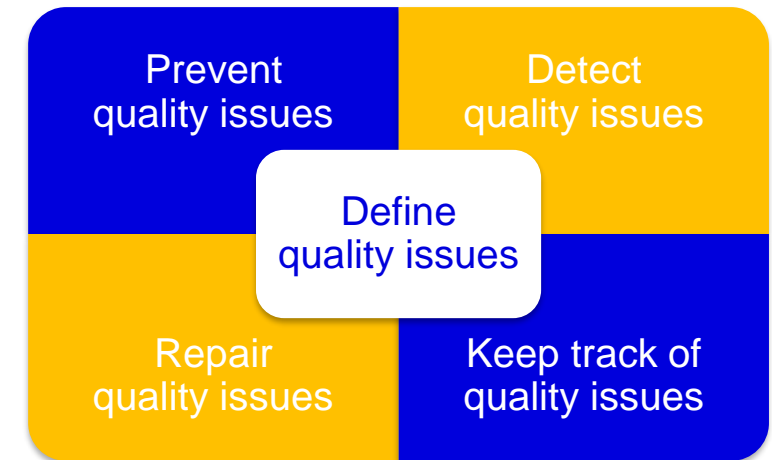 Prevent
quality issues
Detect
quality issues
Define
quality issues
Repair
quality issues
Keep track of
quality issues